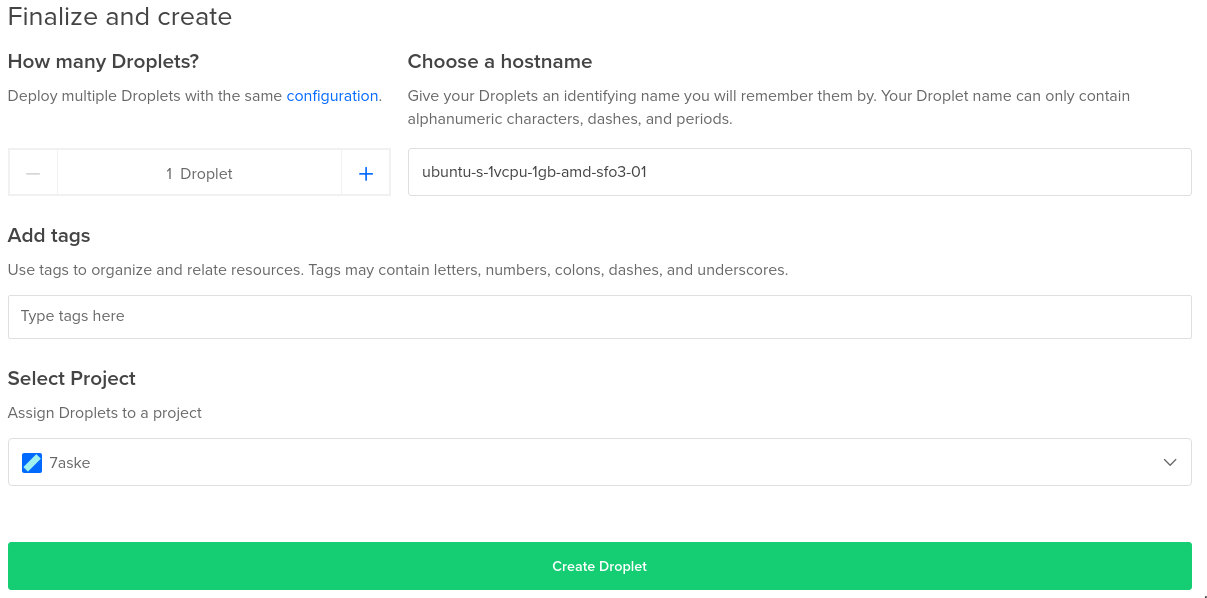 Finalize and create
How many Droplets?
Deploy multiple Droplets with the same configuration.
1 Droplet
Choose a hostname
Give your Droplets an identifying name you will remember them by. Your Droplet name can only contain
alphanumeric characters, dashes, and periods.
ubuntu-s-1vcpu-1gb-amd-sfo3-01
Add tags
Use tags to organize and relate resources. Tags may contain letters, numbers, colons, dashes, and underscores.
Type tags here
Select Project
Assign Droplets to a project
7aske
Create Droplet